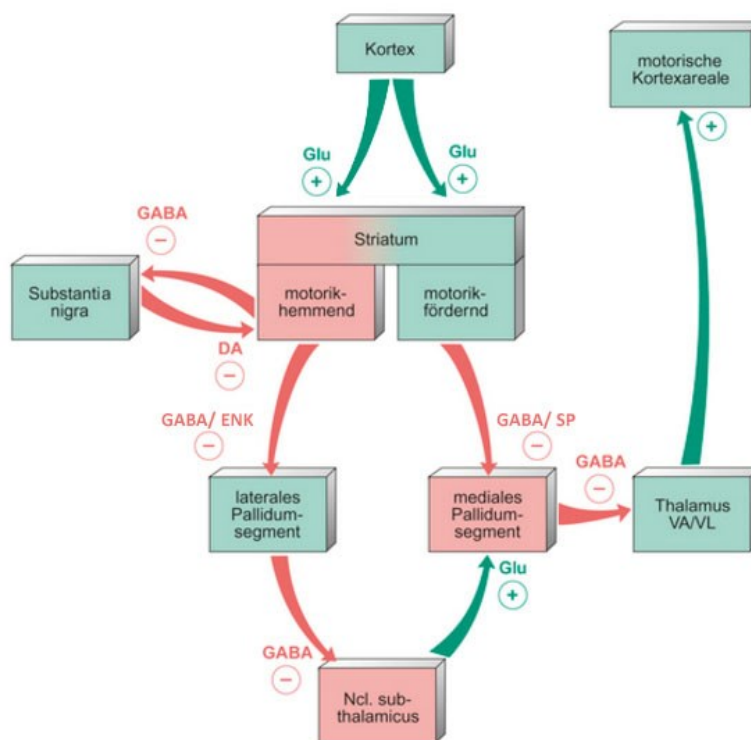 Kortex
motorische
Kortexareale
+
Glu
+
Glu
+
GABA
−
Striatum
Substantia
nigra
motorik-
hemmend
motorik-
fördernd
DA
−
GABA/ ENK
−
GABA/ SP
−
GABA
−
laterales
Pallidum-
segment
mediales
Pallidum-
segment
Thalamus
VA/VL
Glu
+
GABA
−
Ncl. sub-
thalamicus